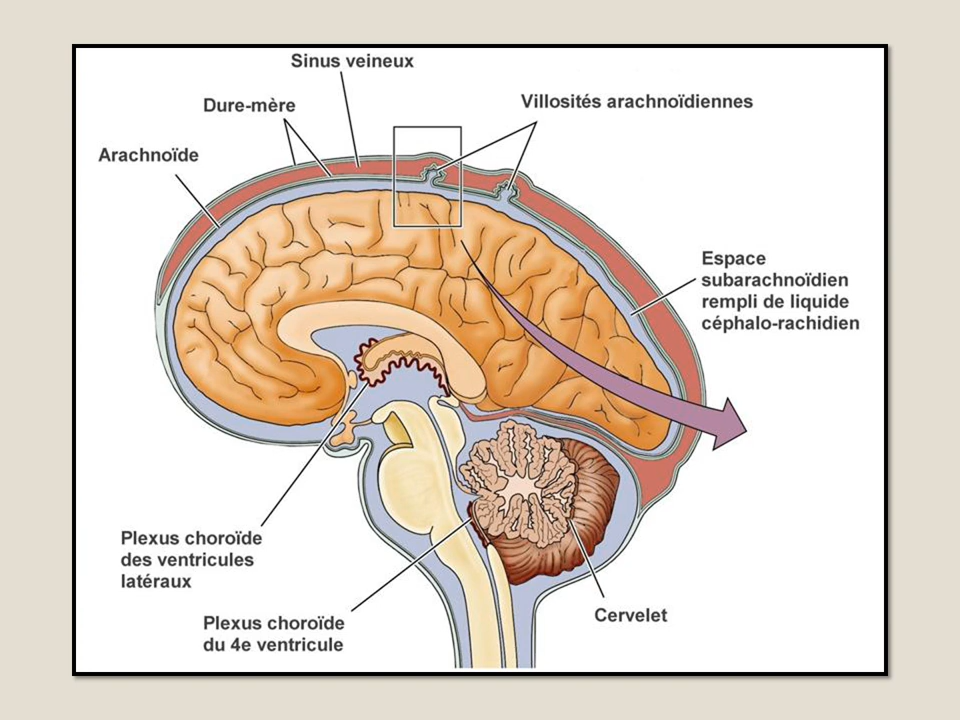 Sinus veineux
Dure-mère
Villosités arachnoïdiennes
Arachnoïde
Espace
subarachnoïdien
rempli de liquide
céphalo-rachidien
Plexus choroïde
des ventricules
latéraux
Plexus choroïde
du 4e ventricule
Cervelet